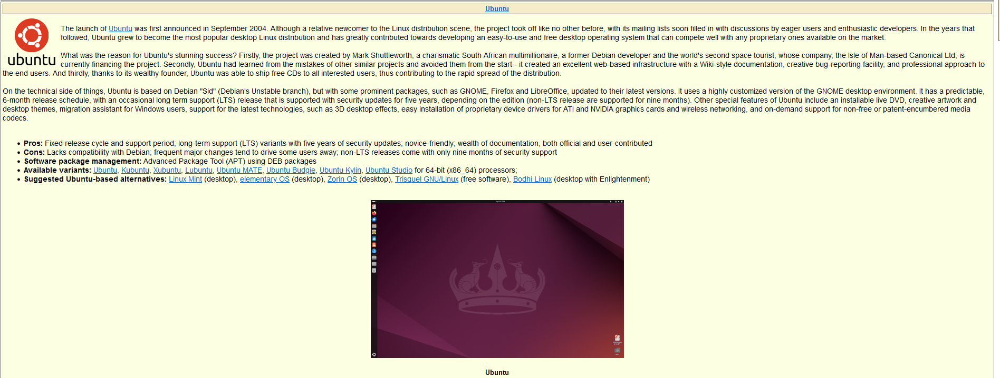 Ubuntu
The launch of Ubuntu was first announced in September 2004. Although a relative newcomer to the Linux distribution scene, the project took off like no other before, with its mailing lists soon filled in with discussions by eager users and enthusiastic developers. In the years that
followed, Ubuntu grew to become the most popular desktop Linux distribution and has greatly contributed towards developing an easy-to-use and free desktop operating system that can compete well with any proprietary ones available on the market.
ubuntu
What was the reason for Ubuntu's stunning success? Firstly, the project was created by Mark Shuttleworth, a charismatic South African multimillionaire, a former Debian developer and the world's second space tourist, whose company, the Isle of Man-based Canonical Ltd, is
currently financing the project. Secondly, Ubuntu had learned from the mistakes of other similar projects and avoided them from the start - it created an excellent web-based infrastructure with a Wiki-style documentation, creative bug-reporting facility, and professional approach to
the end users. And thirdly, thanks to its wealthy founder, Ubuntu was able to ship free CDs to all interested users, thus contributing to the rapid spread of the distribution.
On the technical side of things, Ubuntu is based on Debian "Sid" (Debian's Unstable branch), but with some prominent packages, such as GNOME, Firefox and LibreOffice, updated to their latest versions. It uses a highly customized version of the GNOME desktop environment. It has a predictable,
6-month release schedule, with an occasional long term support (LTS) release that is supported with security updates for five years, depending on the edition (non-LTS release are supported for nine months). Other special features of Ubuntu include an installable live DVD, creative artwork and
desktop themes, migration assistant for Windows users, support for the latest technologies, such as 3D desktop effects, easy installation of proprietary device drivers for ATI and NVIDIA graphics cards and wireless networking, and on-demand support for non-free or patent-encumbered media
codecs.
• Pros: Fixed release cycle and support period; long-term support (LTS) variants with five years of security updates; novice-friendly; wealth of documentation, both official and user-contributed
• Cons: Lacks compatibility with Debian; frequent major changes tend to drive some users away; non-LTS releases come with only nine months of security support
• Software package management: Advanced Package Tool (APT) using DEB packages
• Available variants: Ubuntu, Kubuntu, Xubuntu, Lubuntu, Ubuntu MATE, Ubuntu Budgie, Ubuntu Kylin, Ubuntu Studio for 64-bit (x86_64) processors;
• Suggested Ubuntu-based alternatives: Linux Mint (desktop), elementary OS (desktop), Zorin OS (desktop), Trisquel GNU/Linux (free software), Bodhi Linux (desktop with Enlightenment)
Ubuntu